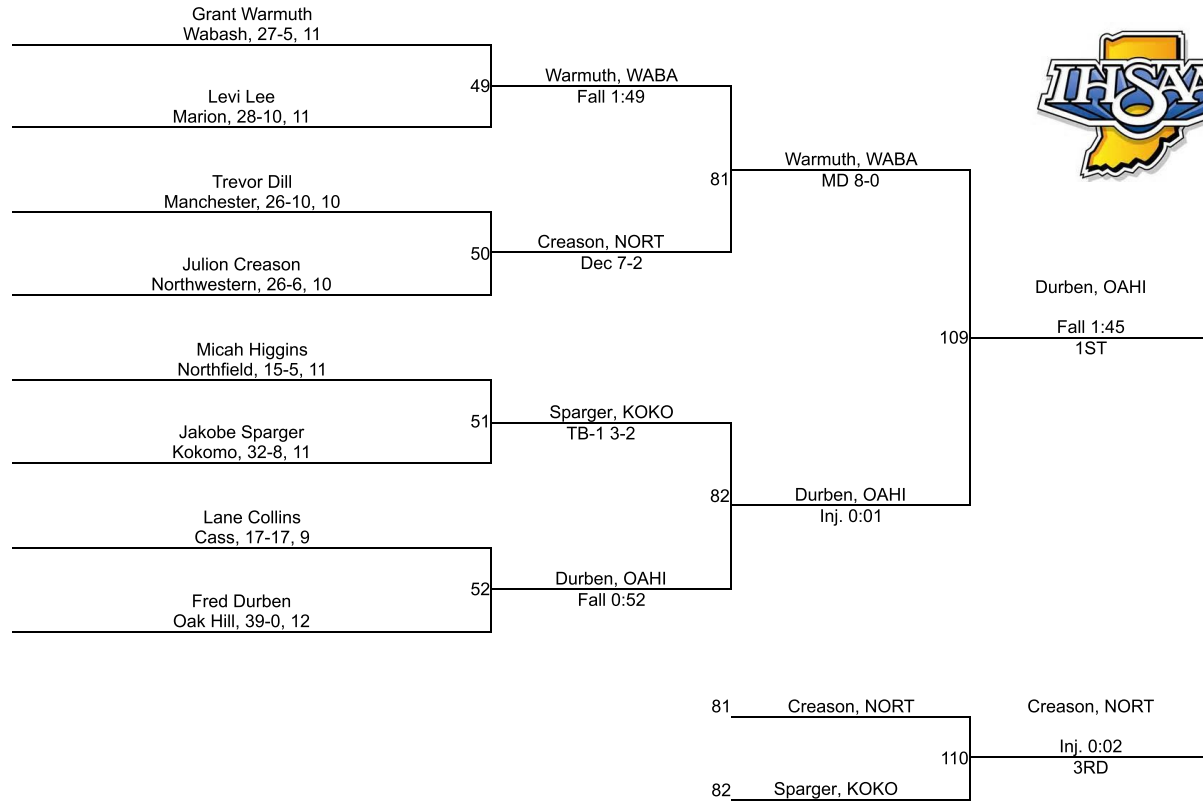 Grant Warmuth
Wabash, 27-5, 11
Levi Lee
Marion, 28-10, 11
Trevor Dill
Manchester, 26-10, 10
Julion Creason
Northwestern, 26-6, 10
Micah Higgins
Northfield, 15-5, 11
Jakobe Sparger
Kokomo, 32-8, 11
Lane Collins
Cass, 17-17, 9
Fred Durben
Oak Hill, 39-0, 12
49
Warmuth, WABA
Fall 1:49
50
Creason, NORT
Dec 7-2
51
Sparger, KOKO
TB-1 3-2
52
Durben, OAHI
Fall 0:52
81
Warmuth, WABA
MD 8-0
82
Durben, OAHI
Inj. 0:01
109
Durben, OAHI
Fall 1:45
1ST
IHSAA
81
Creason, NORT
82
Sparger, KOKO
110
Creason, NORT
Inj. 0:02
3RD